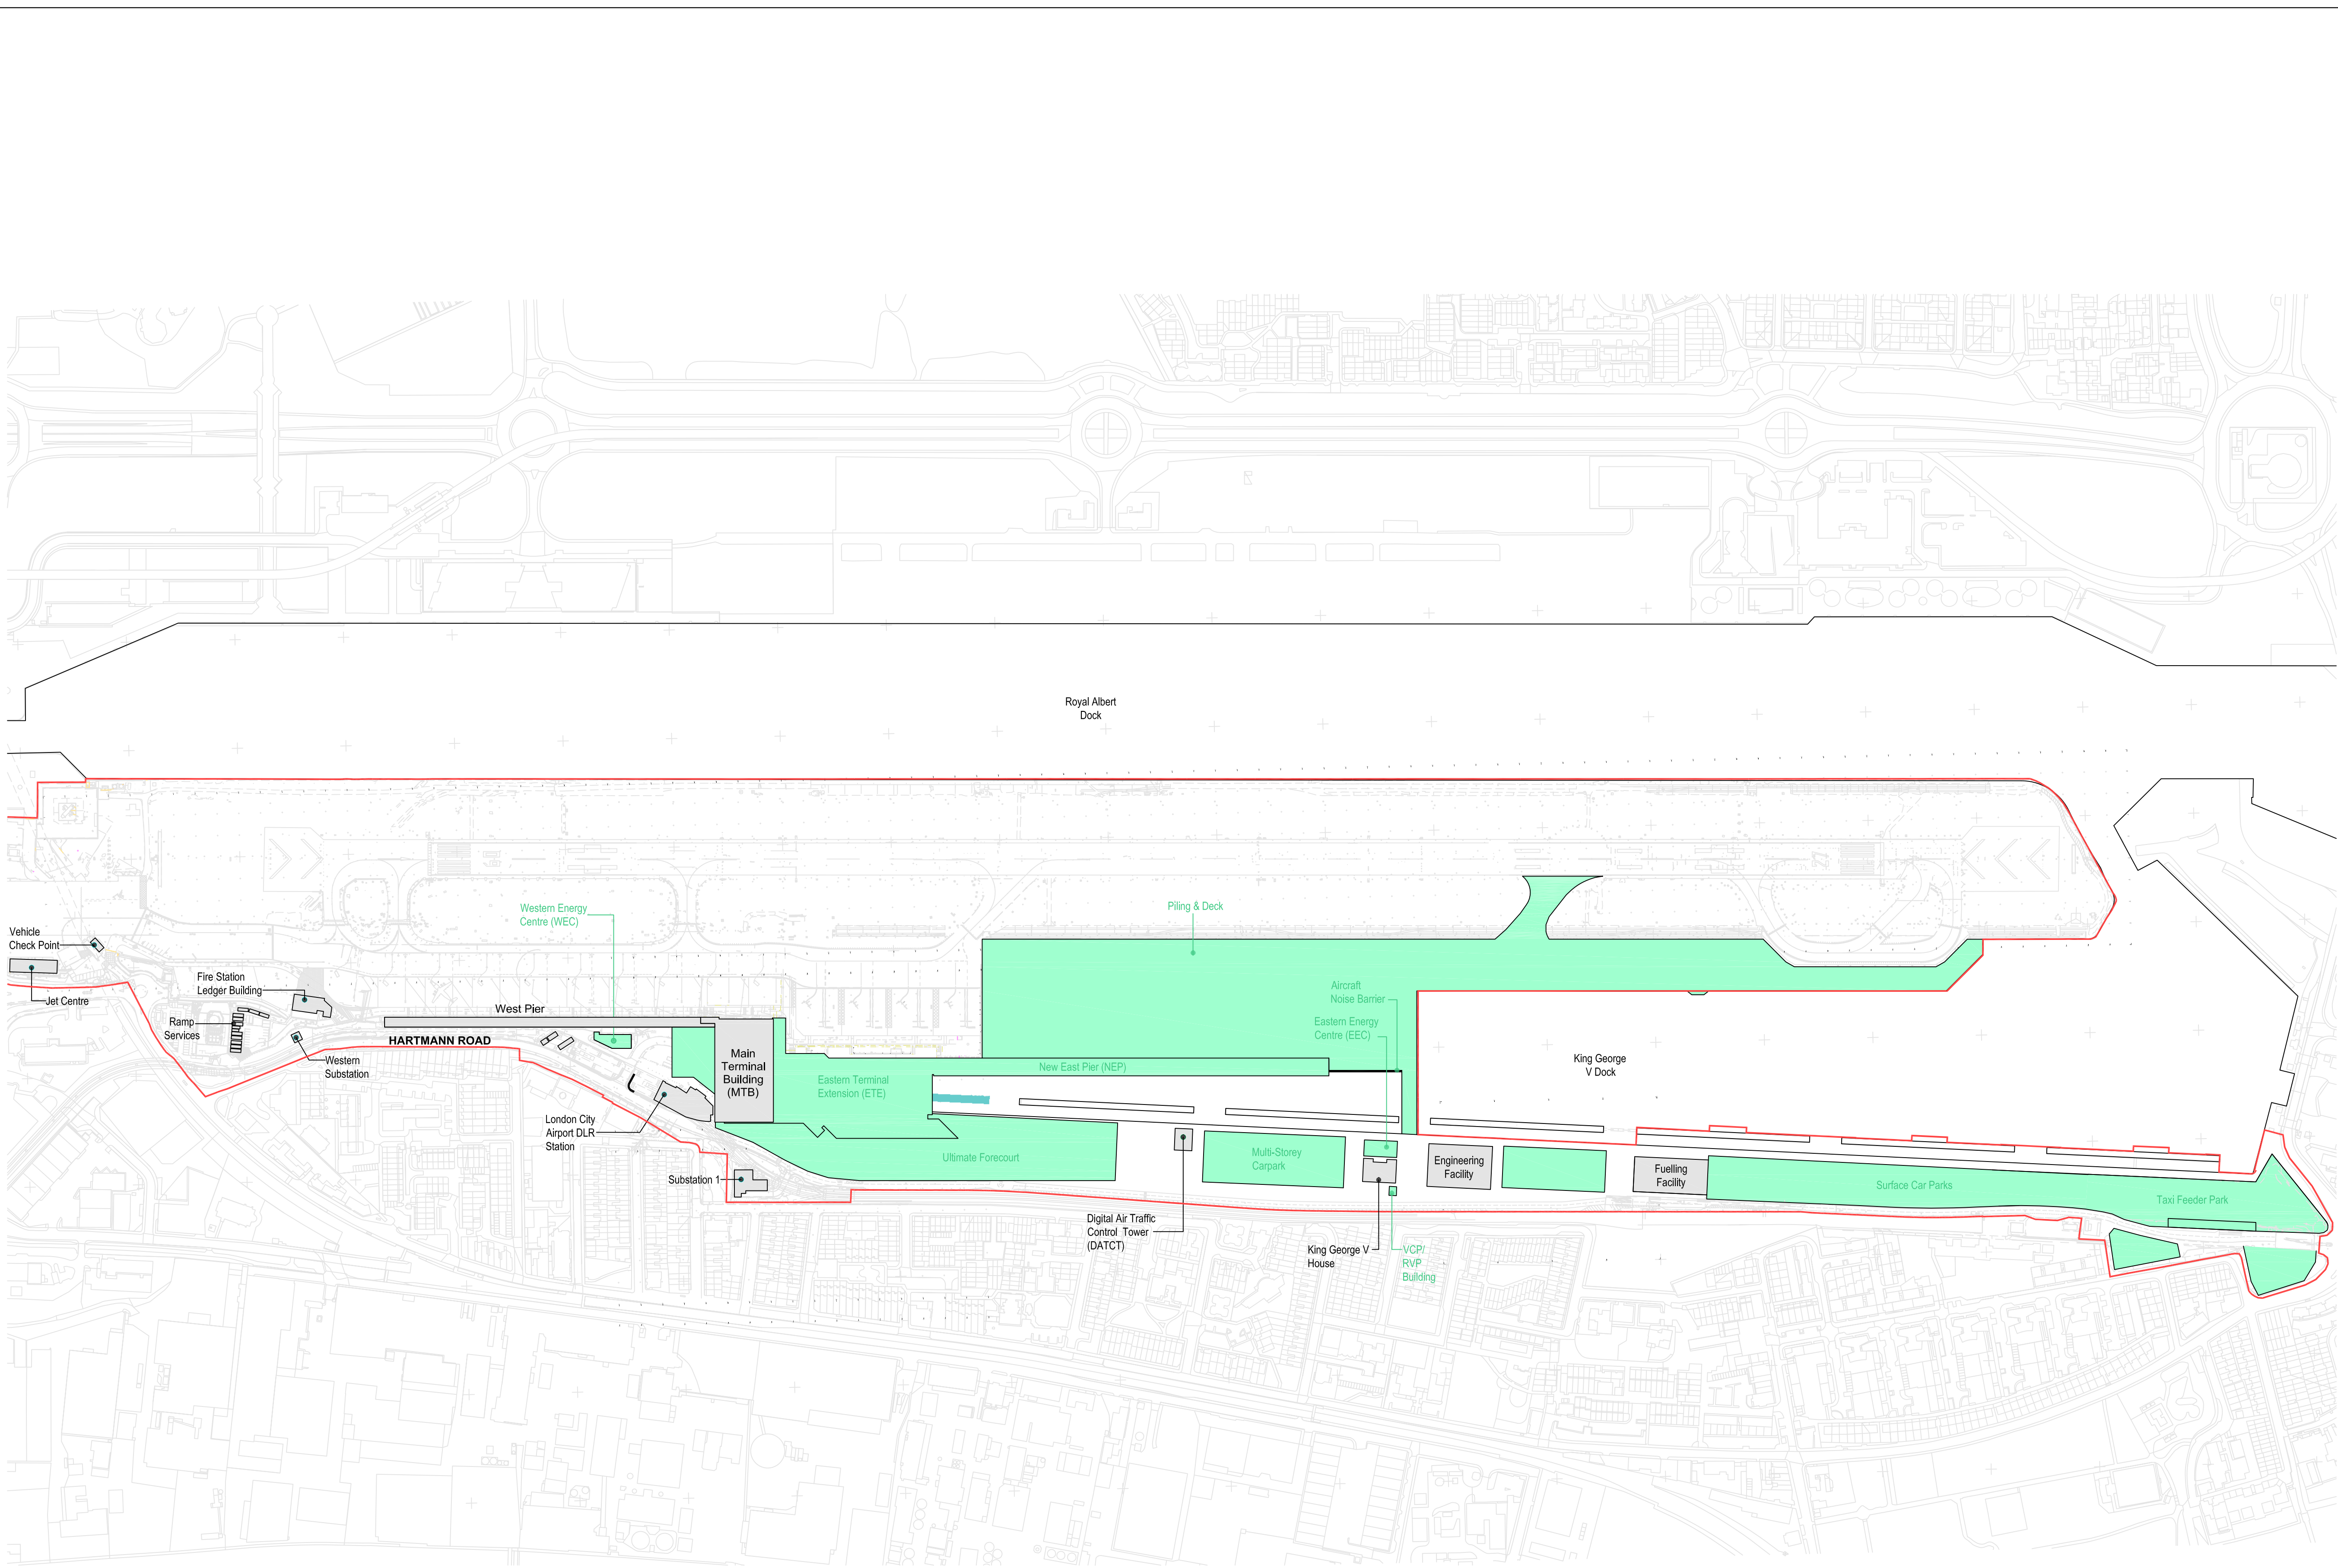 Royal Albert
Dock
Western Energy
Centre (WEC)
Piling & Deck
Vehicle
Check Point
Jet Centre
Fire Station
Ledger Building
Ramp
Services
West Pier
HARTMANN ROAD
Western
Substation
Main
Terminal
Building
(MTB)
Eastern Terminal
Extension (ETE)
New East Pier (NEP)
Aircraft
Noise Barrier
Eastern Energy
Centre (EEC)
King George
V Dock
London City
Airport DLR
Station
Ultimate Forecourt
Multi-Storey
Carpark
Engineering
Facility
Fuelling
Facility
Surface Car Parks
Taxi Feeder Park
Substation 1
Digital Air Traffic
Control Tower
(DATCT)
King George V
House
VCP/
RVP
Building